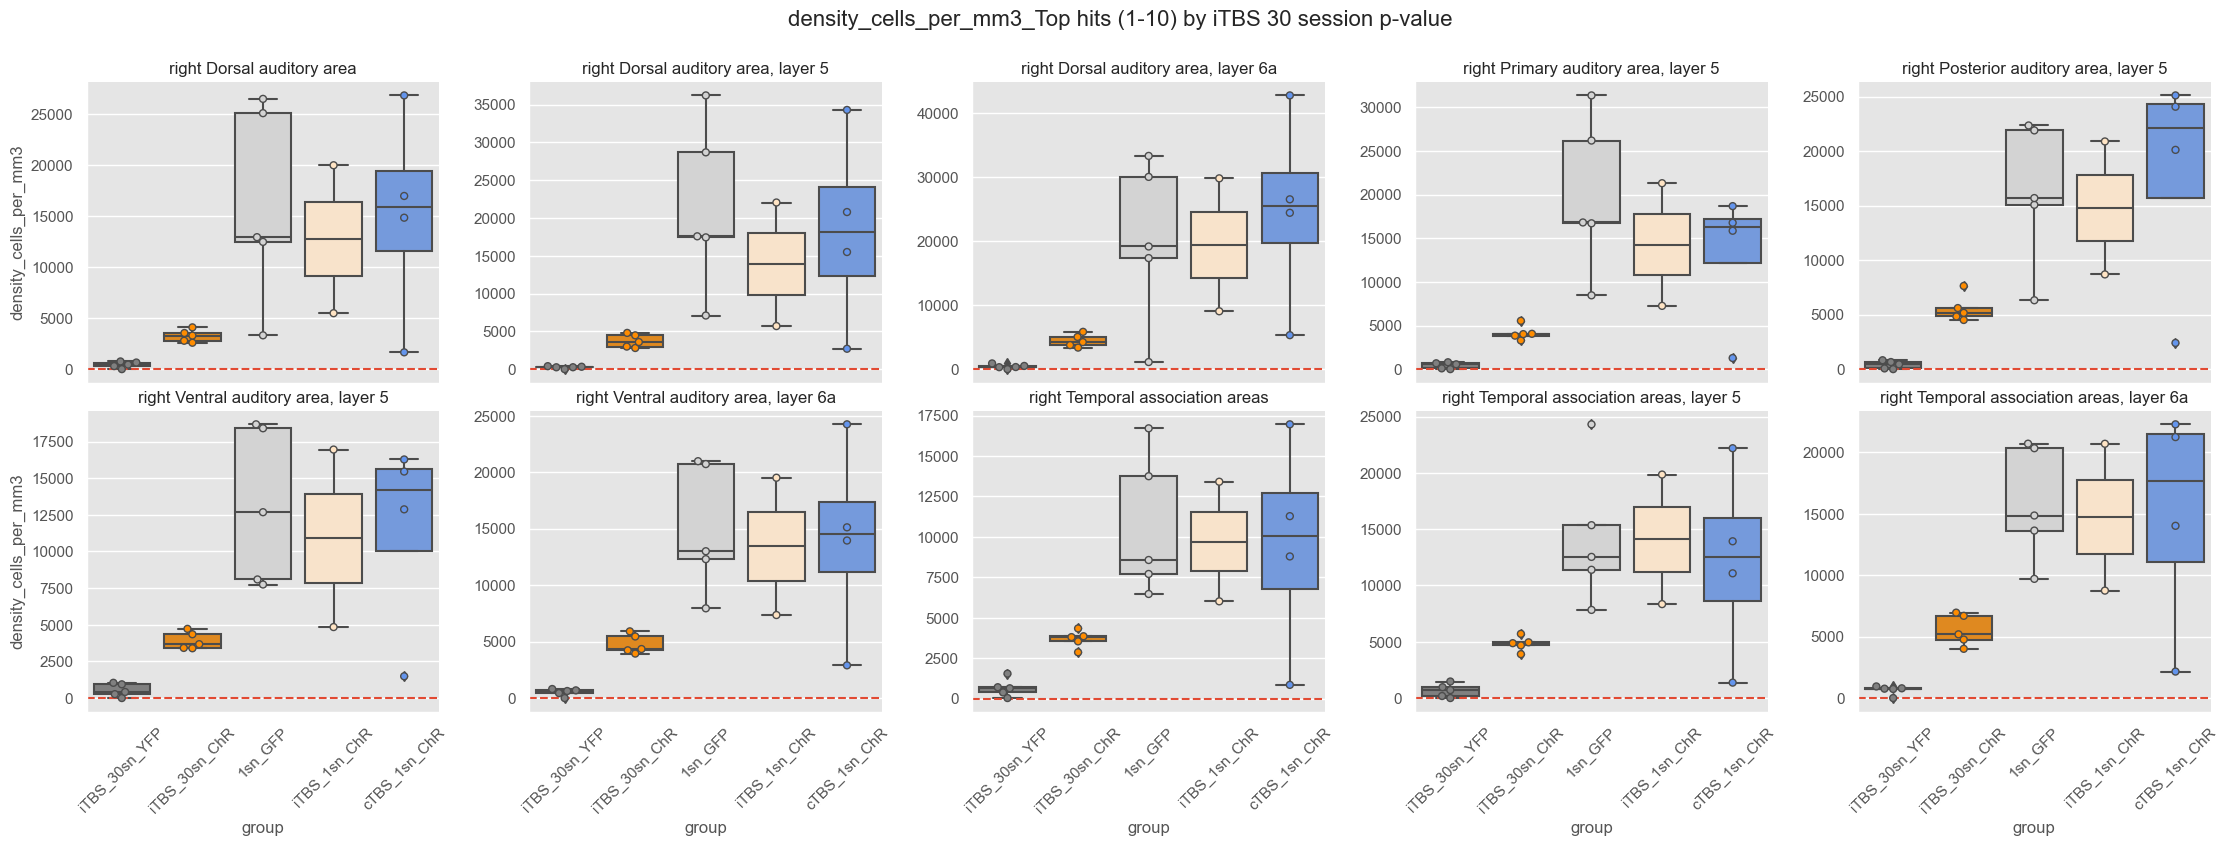 density_cells_per_mm3_Top hits (1-10) by iTBS 30 session p-value
right Dorsal auditory area
right Dorsal auditory area, layer 5
right Dorsal auditory area, layer 6a
right Primary auditory area, layer 5
right Posterior auditory area, layer 5
density_cells_per_mm3
25000
20000
15000
10000
5000
0
35000
30000
25000
20000
15000
10000
5000
0
40000
30000
20000
10000
0
30000
25000
20000
15000
10000
5000
0
25000
20000
15000
10000
5000
0
right Ventral auditory area, layer 5
right Ventral auditory area, layer 6a
right Temporal association areas
right Temporal association areas, layer 5
right Temporal association areas, layer 6a
density_cells_per_mm3
17500
15000
12500
10000
7500
5000
2500
0
25000
20000
15000
10000
5000
0
17500
15000
12500
10000
7500
5000
2500
0
25000
20000
15000
10000
5000
0
20000
15000
10000
5000
0
iTBS_30sn_YFP
iTBS_30sn_ChR
1sn_GFP
iTBS_1sn_ChR
cTBS_1sn_ChR
group
iTBS_30sn_YFP
iTBS_30sn_ChR
1sn_GFP
iTBS_1sn_ChR
cTBS_1sn_ChR
group
iTBS_30sn_YFP
iTBS_30sn_ChR
1sn_GFP
iTBS_1sn_ChR
cTBS_1sn_ChR
group
iTBS_30sn_YFP
iTBS_30sn_ChR
1sn_GFP
iTBS_1sn_ChR
cTBS_1sn_ChR
group
iTBS_30sn_YFP
iTBS_30sn_ChR
1sn_GFP
iTBS_1sn_ChR
cTBS_1sn_ChR
group